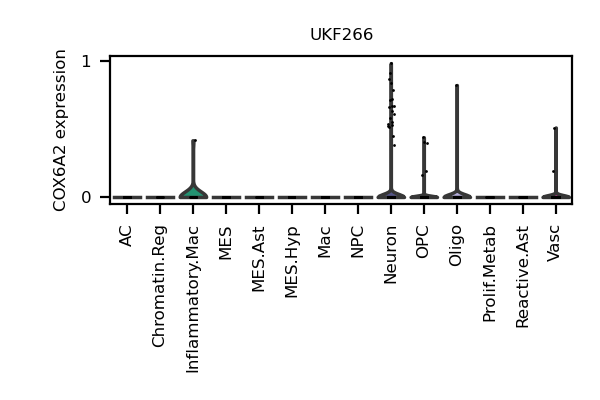 UKF266
COX6A2 expression
1
0
AC
Chromatin.Reg
Inflammatory.Mac
MES
MES.Ast
MES.Hyp
Mac
NPC
Neuron
OPC
Oligo
Prolif.Metab
Reactive.Ast
Vasc